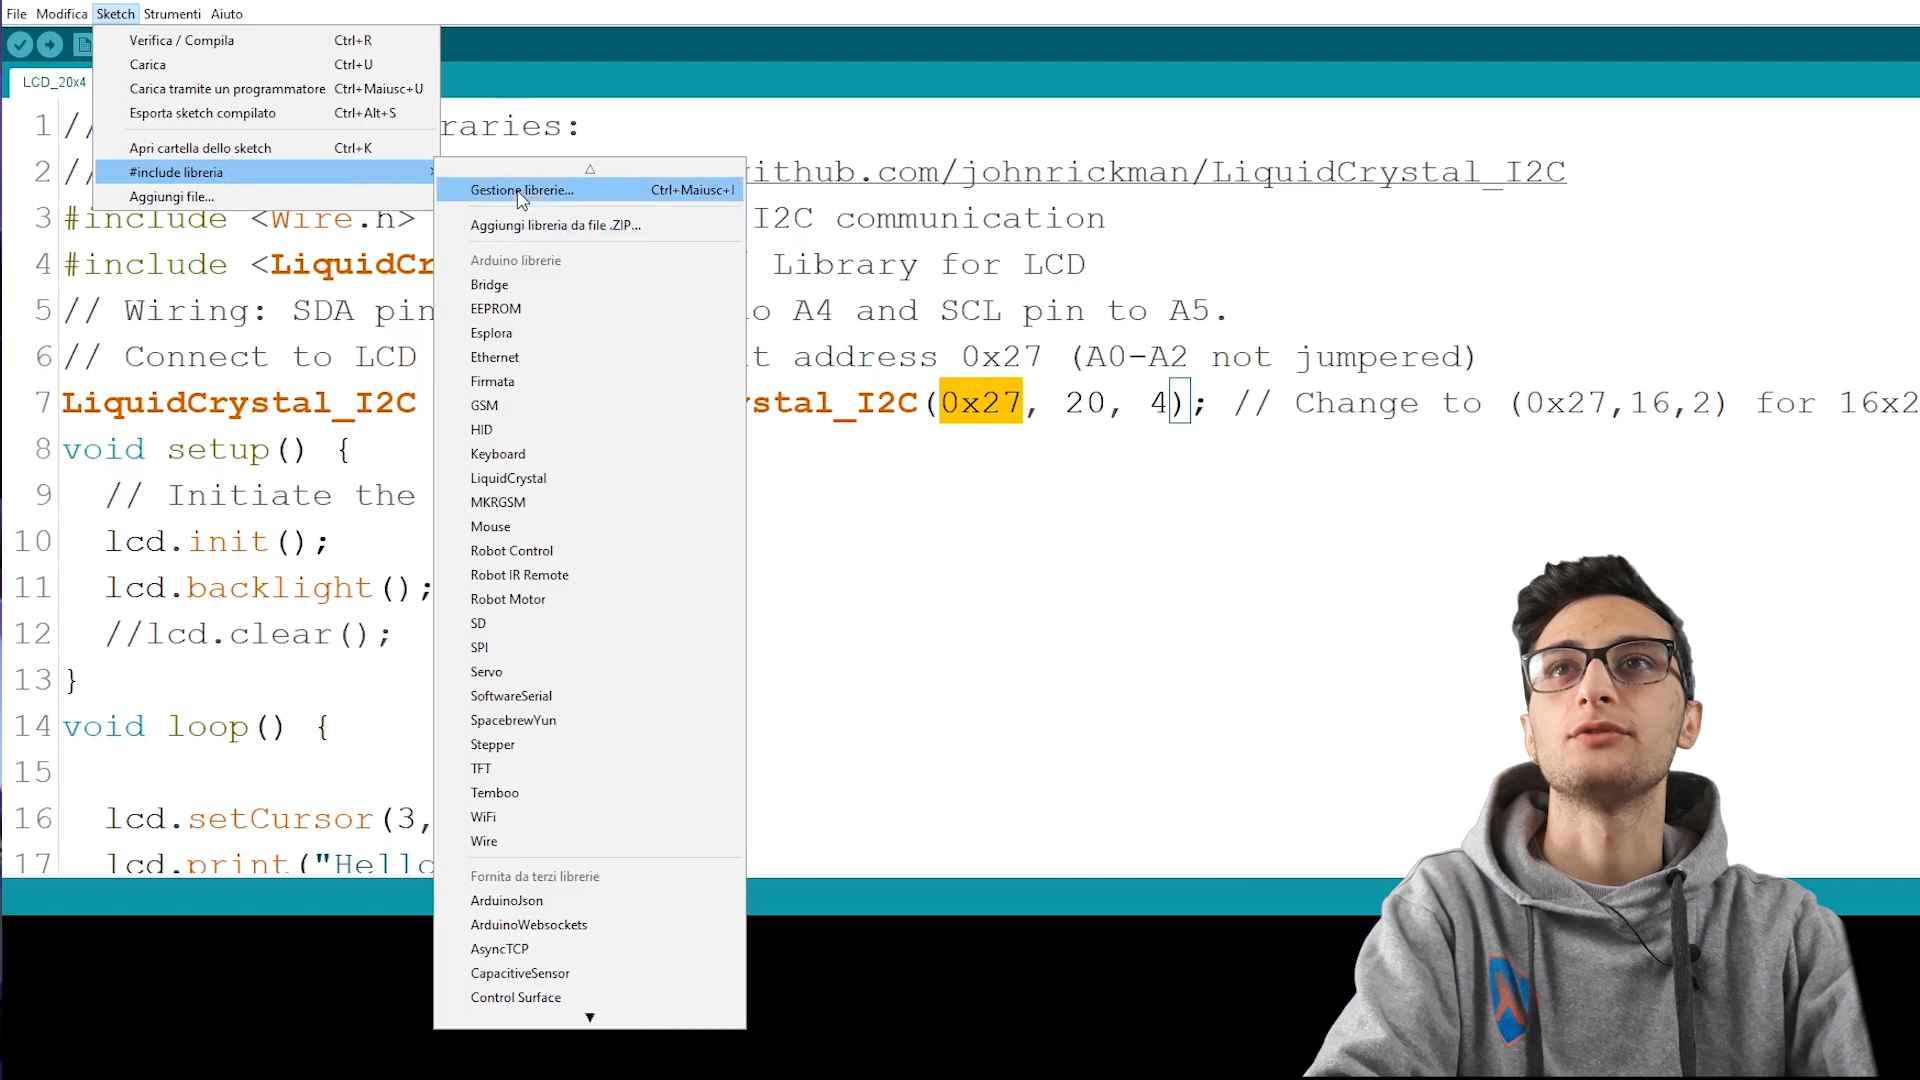 File Modifica Sketch Strumenti Aiuto
Verifica / Compila Ctrl+R
Carica Ctrl+U
Carica tramite un programmatore Ctrl+Maiusc+U
Esporta sketch compilato Ctrl+Alt+S
Apri cartella dello sketch Ctrl+K
#include libreria
Aggiungi file...
Gestione librerie... Ctrl+Maiusc+I
Aggiungi libreria da file .ZIP...
Arduino librerie
Bridge
EEPROM
Esplora
Ethernet
Firmata
GSM
HID
Keyboard
LiquidCrystal
MKRGSM
Mouse
Robot Control
Robot IR Remote
Robot Motor
SD
SPI
Servo
SoftwareSerial
SpacebrewYun
Stepper
TFT
Temboo
WiFi
Wire
Fornita da terzi librerie
ArduinoJson
ArduinoWebsockets
AsyncTCP
CapacitiveSensor
Control Surface
LCD_20x4
1 // raries:
2 // ithub.com/johnrickman/LiquidCrystal_I2C
3 #include <Wire.h> I2C communication
4 #include <LiquidCr / Library for LCD
5 // Wiring: SDA pin o A4 and SCL pin to A5.
6 // Connect to LCD t address 0x27 (A0-A2 not jumpered)
7 LiquidCrystal_I2C stal_I2C(0x27, 20, 4); // Change to (0x27,16,2) for 16x2
8 void setup() {
9 // Initiate the
10 lcd.init();
11 lcd.backlight();
12 //lcd.clear();
13 }
14 void loop() {
15
16 lcd.setCursor(3,
17 lcd.print("Hello